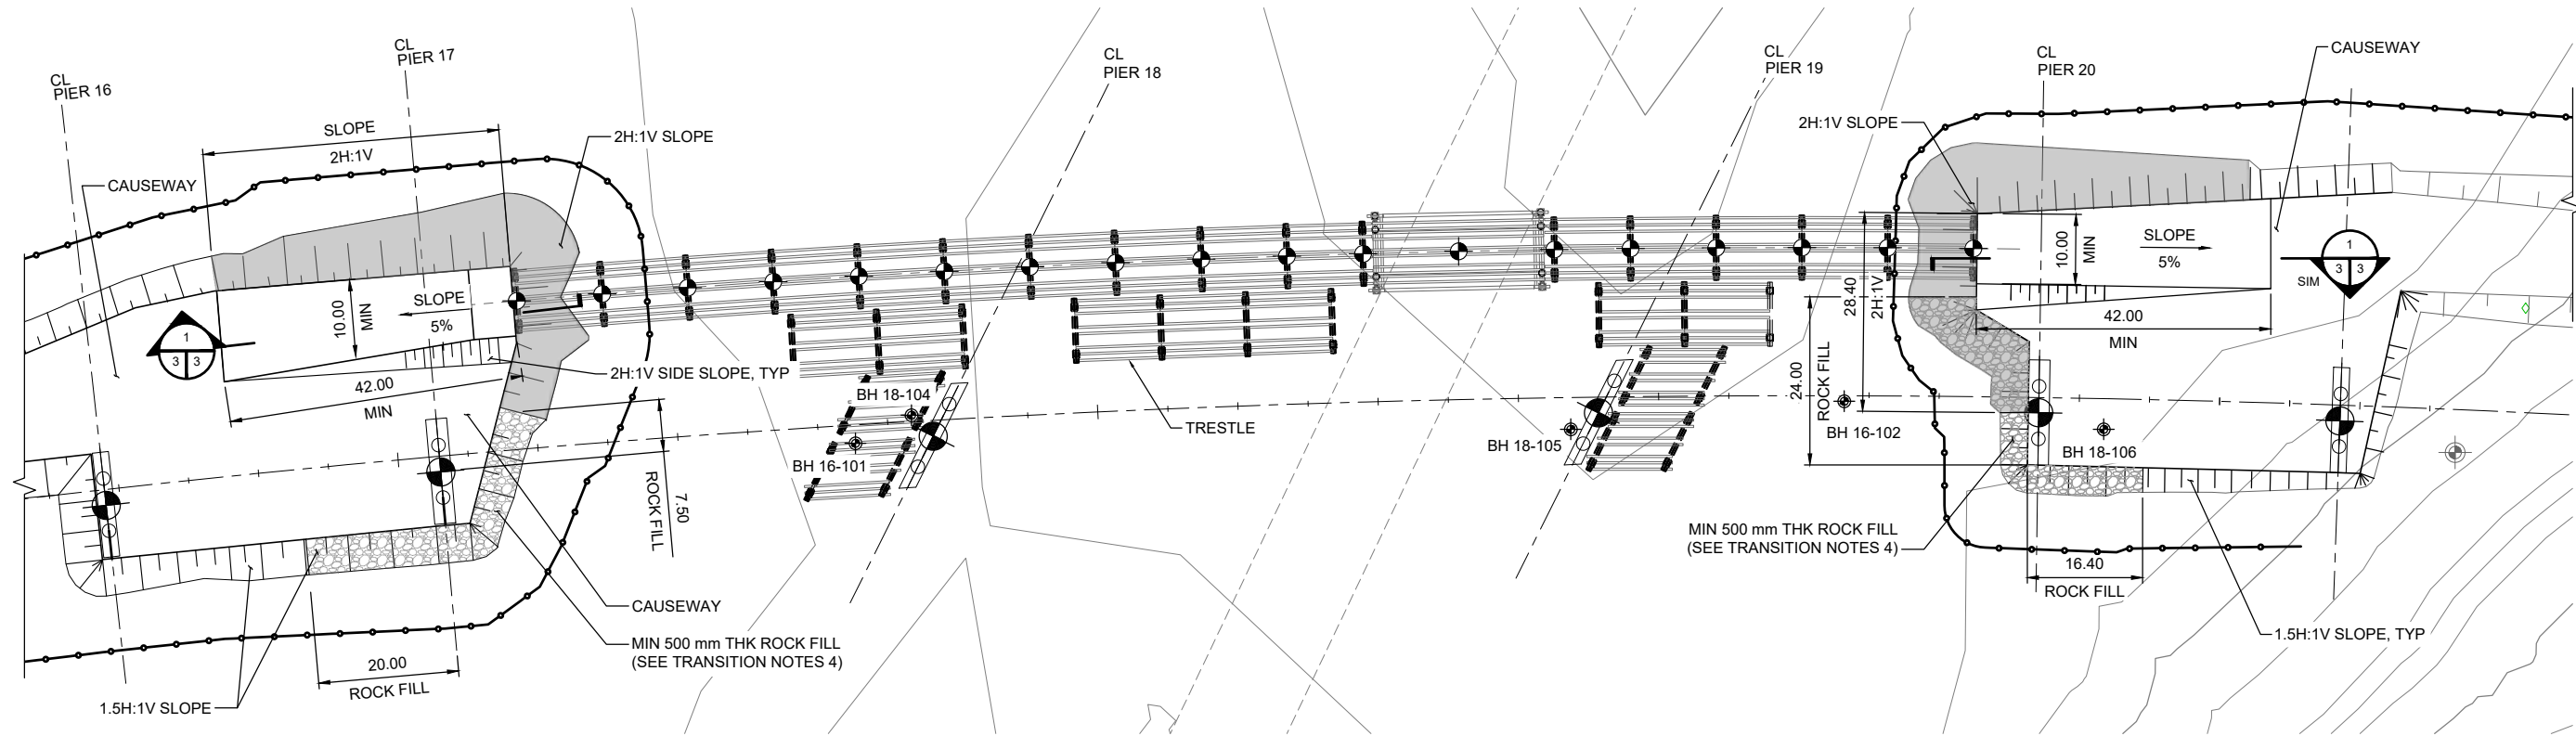 CL
PIER 16
CL
PIER 17
CL
PIER 18
CL
PIER 19
CL
PIER 20
CAUSEWAY
SLOPE
2H:1V
2H:1V SLOPE
2H:1V SLOPE
CAUSEWAY
10.00
MIN
SLOPE
5%
1
3 3
42.00
MIN
2H:1V SIDE SLOPE, TYP
BH 18-104
BH 16-101
TRESTLE
BH 18-105
28.40
2H:1V
24.00
ROCK FILL
BH 16-102
10.00
MIN
SLOPE
5%
42.00
MIN
1
3 3
SIM
BH 18-106
7.50
ROCK FILL
MIN 500 mm THK ROCK FILL
(SEE TRANSITION NOTES 4)
16.40
ROCK FILL
1.5H:1V SLOPE, TYP
CAUSEWAY
MIN 500 mm THK ROCK FILL
(SEE TRANSITION NOTES 4)
20.00
ROCK FILL
1.5H:1V SLOPE